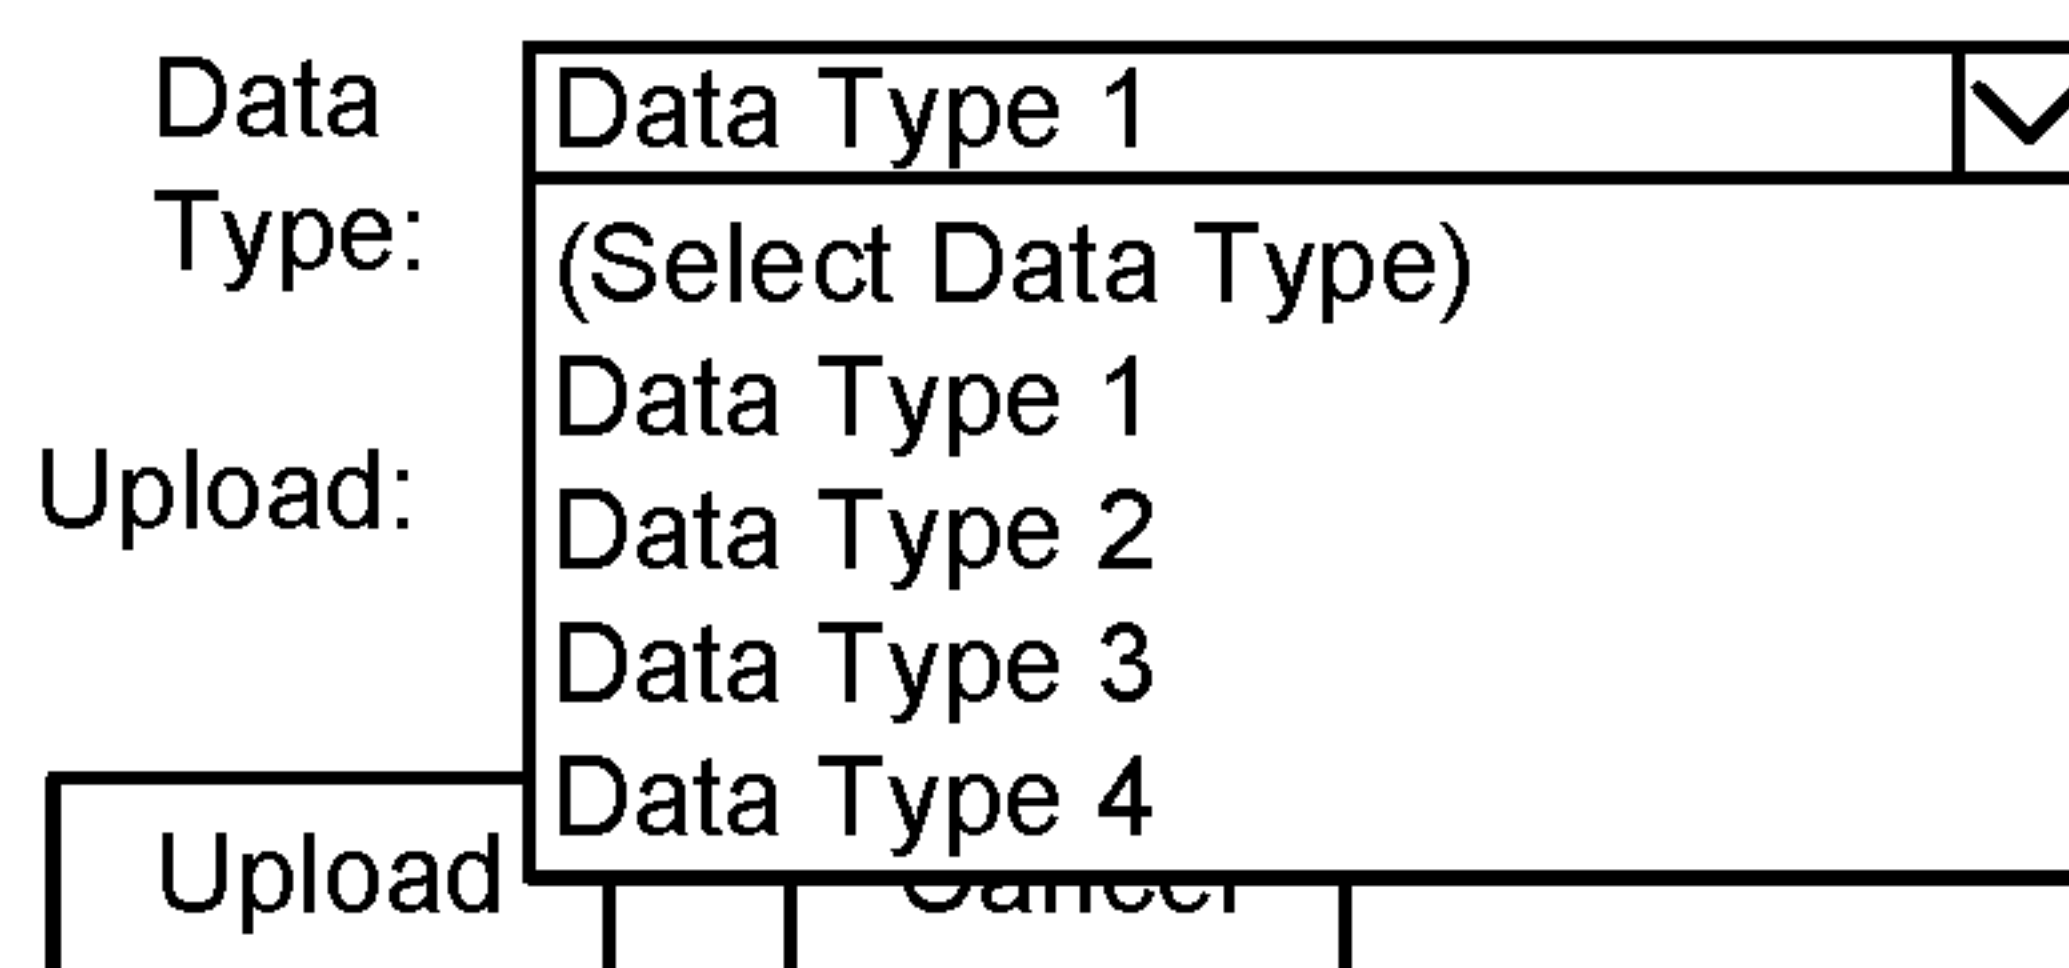 Data
Type:
Data Type 1
(Select Data Type)
Data Type 1
Data Type 2
Data Type 3
Data Type 4
Upload:
Upload
Cancel